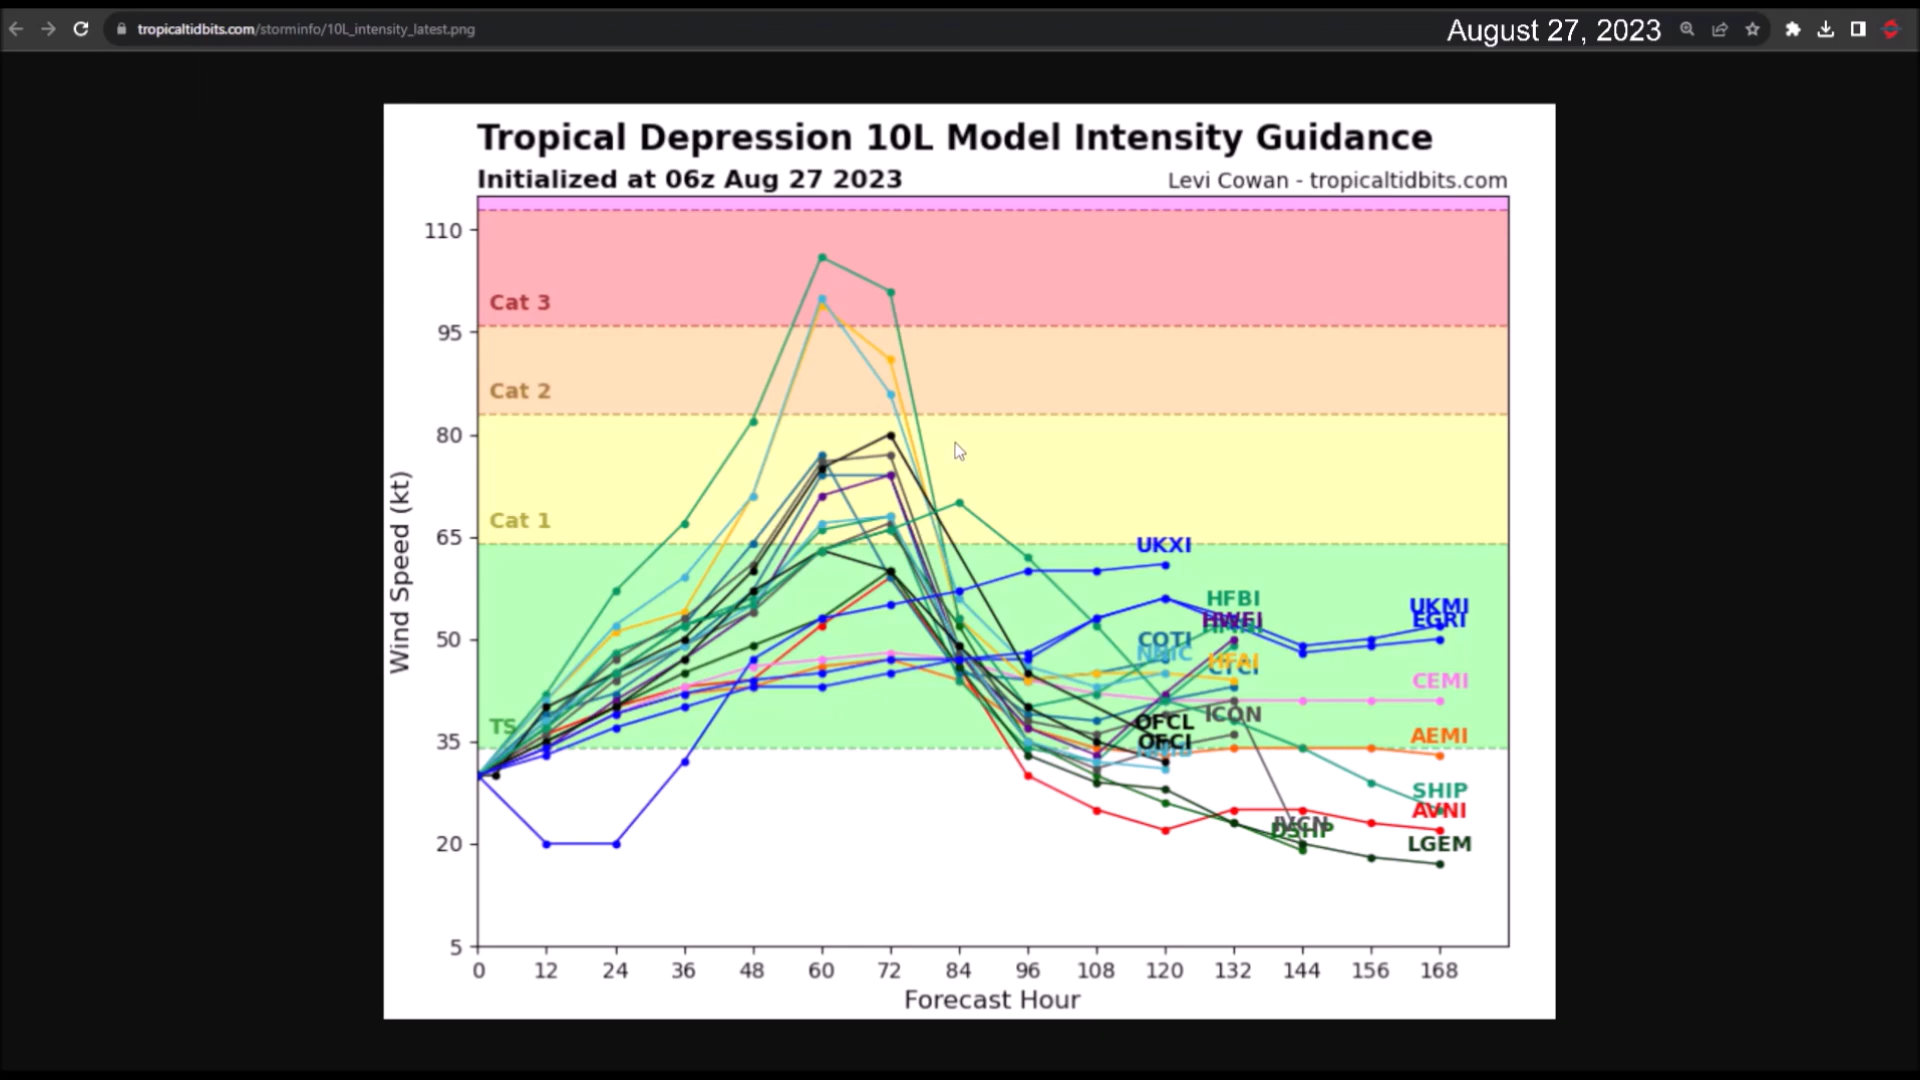 tropicaltidbits.com/storminfo/10L_intensity_latest.png
August 27, 2023
Tropical Depression 10L Model Intensity Guidance
Initialized at 06z Aug 27 2023
Levi Cowan - tropicaltidbits.com
110
Cat 3
95
Cat 2
80
Cat 1
65
UKXI
HFBI
UKMI
HWFI
EGRI
50
COTI
NNIC
HFAI
CTCI
CEMI
ICON
OFCL
TS
35
OFCI
AEMI
SHIP
AVNI
IVCN
DSHP
20
LGEM
5
Wind Speed (kt)
0 12 24 36 48 60 72 84 96 108 120 132 144 156 168
Forecast Hour